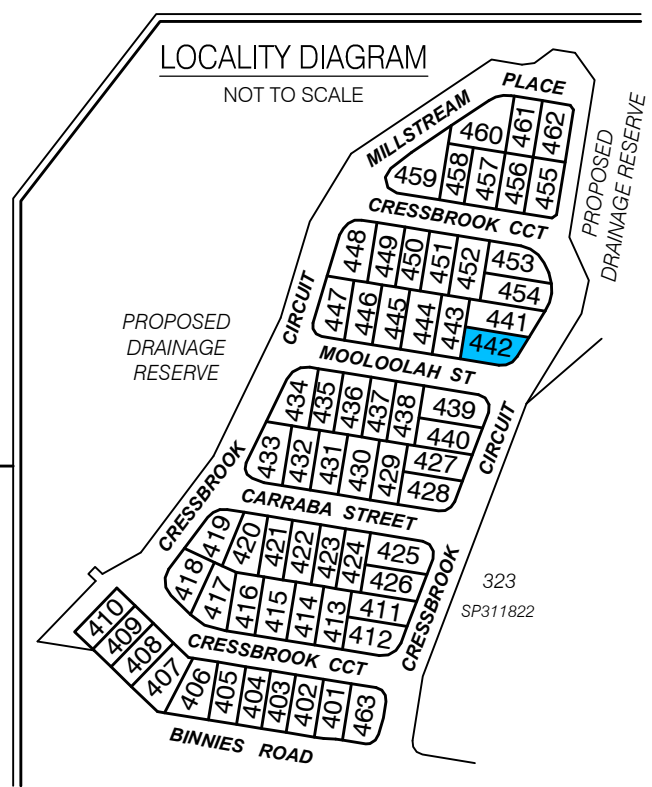 LOCALITY DIAGRAM
NOT TO SCALE
MILLSTREAM PLACE
460 461 462
459 458 457 456 455
PROPOSED
DRAINAGE RESERVE
CRESSBROOK CCT
448 449 450 451 452 453
454
447 446 445 444 443 441
442
CIRCUIT
PROPOSED
DRAINAGE
RESERVE
MOOLOOLAH ST
434 435 436 437 438 439
440
433 432 431 430 429 427
428
CIRCUIT
CRESSBROOK
CARRABA STREET
419 420 421 422 423 424 425
426
418 417 416 415 414 413 411
412
CRESSBROOK
323
SP311822
CRESSBROOK CCT
410
409
408
407
406 405 404 403 402 401 463
BINNIES ROAD